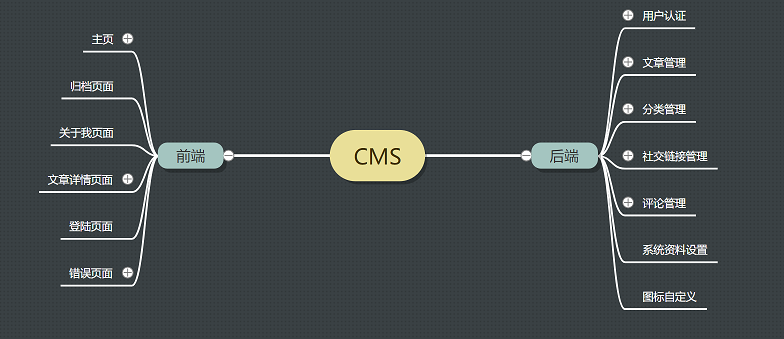 CMS
前端
主页
归档页面
关于我页面
文章详情页面
登陆页面
错误页面
后端
用户认证
文章管理
分类管理
社交链接管理
评论管理
系统资料设置
图标自定义